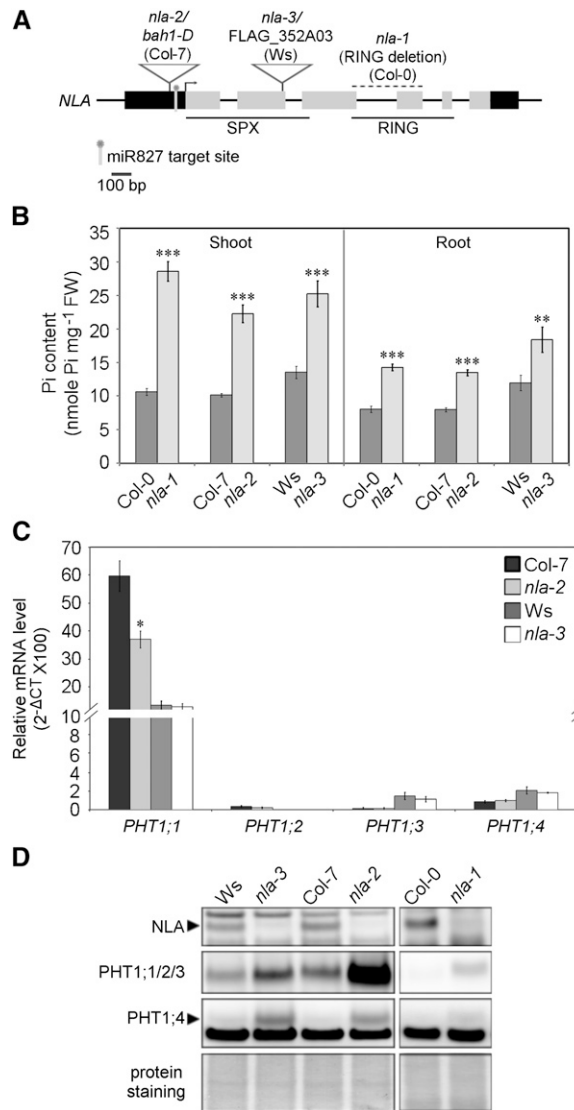 A
nla-2/
bah1-D
(Col-7)
nla-3/
FLAG_352A03
(Ws)
nla-1
(RING deletion)
(Col-0)
NLA
SPX
RING
miR827 target site
100 bp
B
Pi content
(nmole Pi mg-1 FW)
35
30
25
20
15
10
5
0
Shoot
Root
***
***
***
***
***
**
Col-0
nla-1
Col-7
nla-2
Ws
nla-3
Col-0
nla-1
Col-7
nla-2
Ws
nla-3
C
Relative mRNA level
(2-ΔCT X100)
70
60
50
40
30
20
10
8
6
4
2
0
*
Col-7
nla-2
Ws
nla-3
PHT1;1
PHT1;2
PHT1;3
PHT1;4
D
Ws
nla-3
Col-7
nla-2
Col-0
nla-1
NLA
PHT1;1/2/3
PHT1;4
protein
staining